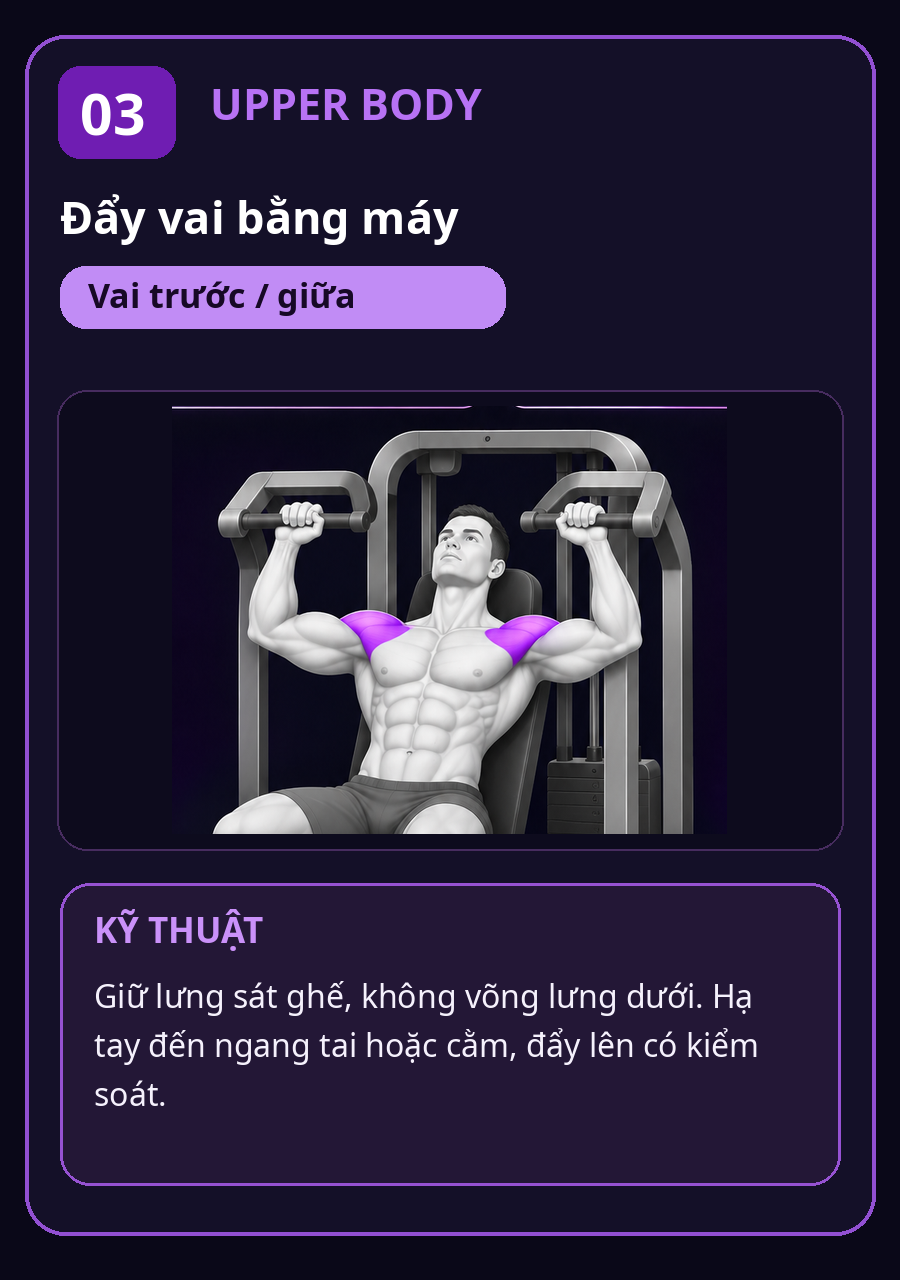 03
UPPER BODY
Đẩy vai bằng máy
Vai trước / giữa
KỸ THUẬT
Giữ lưng sát ghế, không võng lưng dưới. Hạ
tay đến ngang tai hoặc cằm, đẩy lên có kiểm
soát.